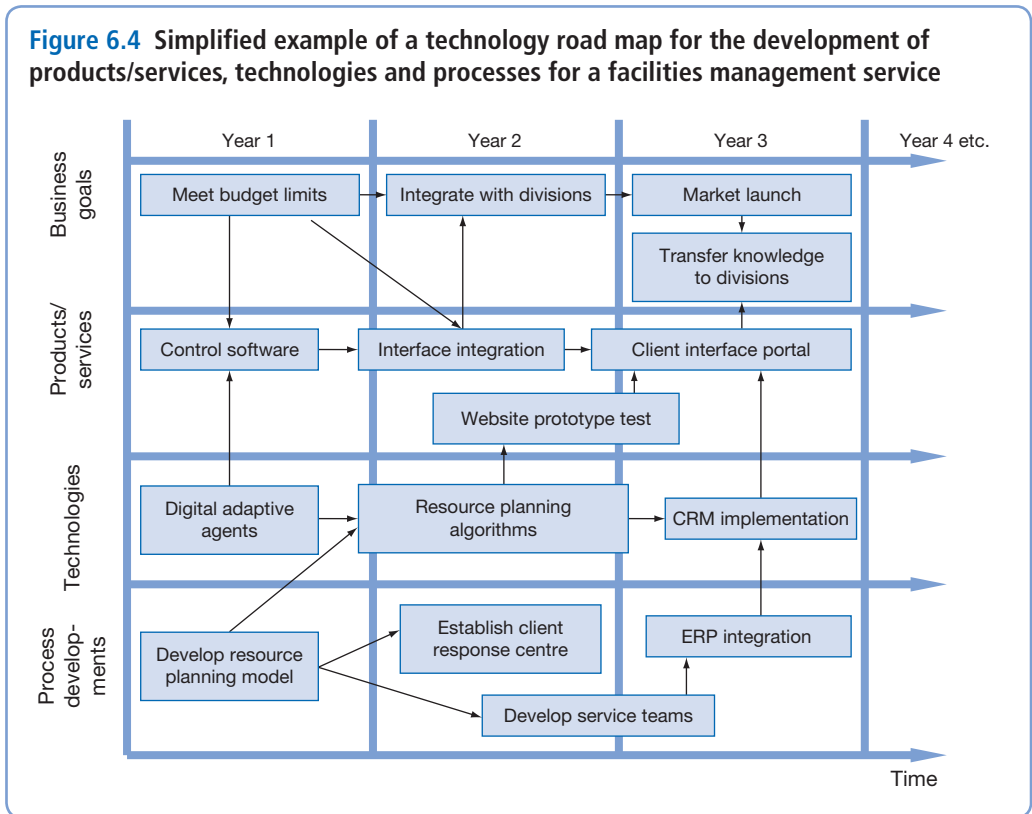 Figure 6.4 Simplified example of a technology road map for the development of
products/services, technologies and processes for a facilities management service
Year 1
Year 2
Year 3
Year 4 etc.
Business
goals
Meet budget limits
Integrate with divisions
Market launch
Transfer knowledge
to divisions
Products/
services
Control software
Interface integration
Client interface portal
Website prototype test
Technologies
Digital adaptive
agents
Resource planning
algorithms
CRM implementation
Process
develop-
ments
Develop resource
planning model
Establish client
response centre
ERP integration
Develop service teams
Time